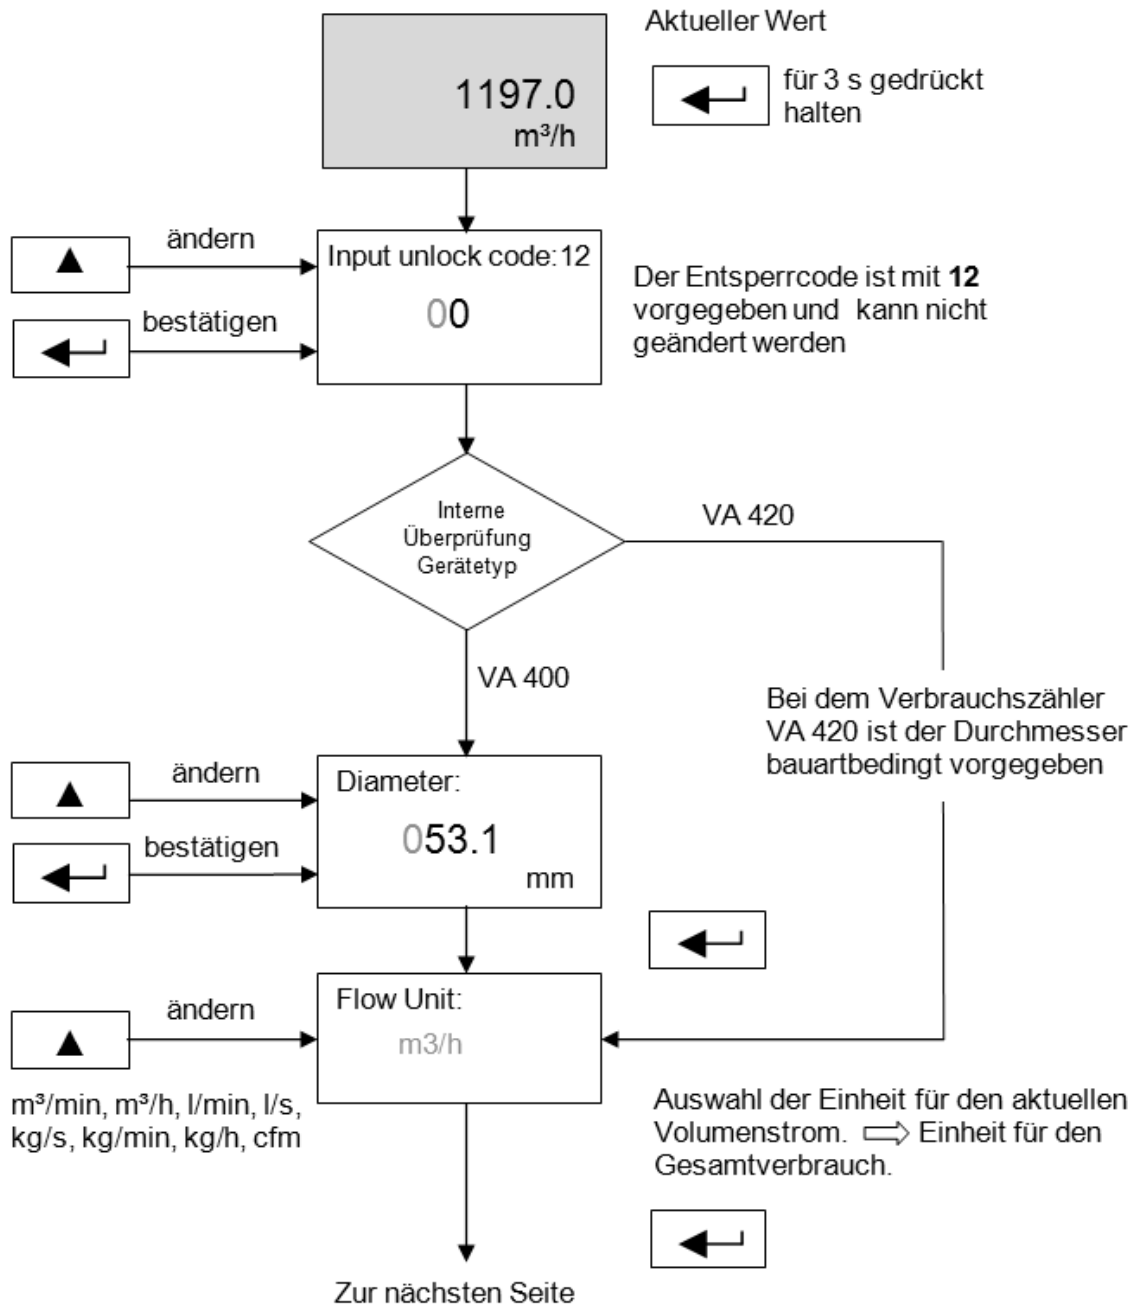 Aktueller Wert
1197.0
m³/h
für 3 s gedrückt
halten
ändern
Input unlock code:12
00
bestätigen
Der Entsperrcode ist mit 12
vorgegeben und kann nicht
geändert werden
Interne
Überprüfung
Gerätetyp
VA 420
VA 400
Bei dem Verbrauchszähler
VA 420 ist der Durchmesser
bauartbedingt vorgegeben
ändern
Diameter:
053.1
mm
bestätigen
ändern
Flow Unit:
m3/h
m³/min, m³/h, l/min, l/s,
kg/s, kg/min, kg/h, cfm
Auswahl der Einheit für den aktuellen
Volumenstrom. ⇨ Einheit für den
Gesamtverbrauch.
Zur nächsten Seite